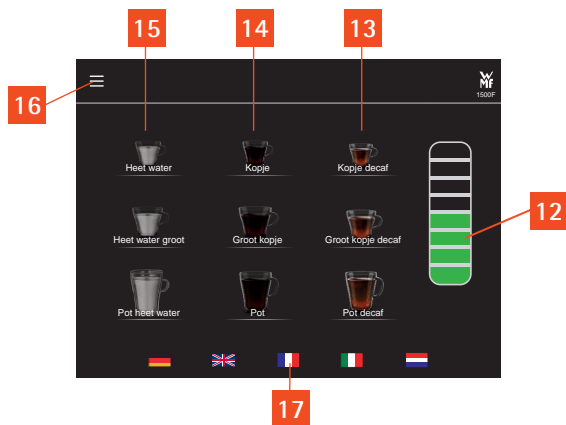 15
14
13
16
WMF
1500F
Heet water
Kopje
Kopje decaf
12
Heet water groot
Groot kopje
Groot kopje decaf
Pot heet water
Pot
Pot decaf
17